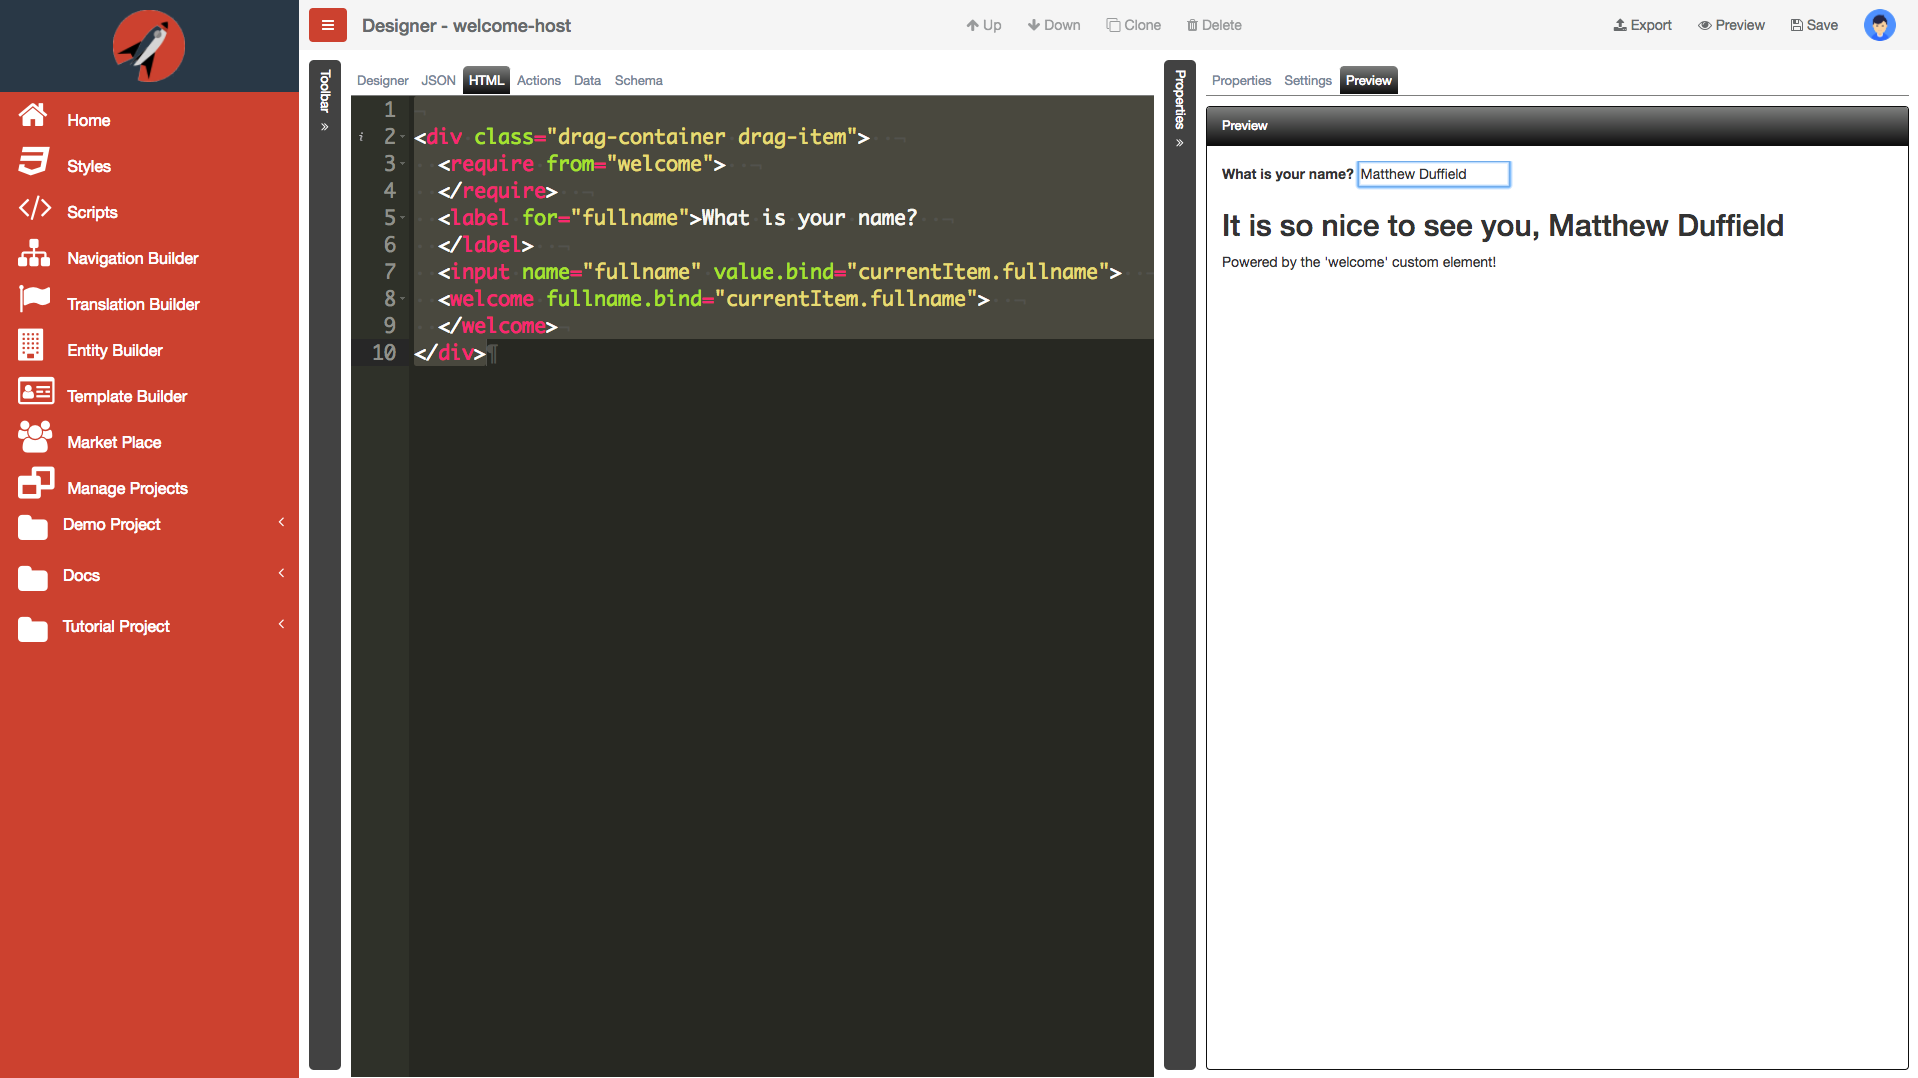 Designer - welcome-host
Up
Down
Clone
Delete
Export
Preview
Save
Home
Styles
Scripts
Navigation Builder
Translation Builder
Entity Builder
Template Builder
Market Place
Manage Projects
Demo Project
Docs
Tutorial Project
Toolbar
Designer JSON HTML Actions Data Schema
1
2 <div class="drag-container drag-item">
3 <require from="welcome">
4 </require>
5 <label for="fullname">What is your name?
6 </label>
7 <input name="fullname" value.bind="currentItem.fullname">
8 <welcome fullname.bind="currentItem.fullname">
9 </welcome>
10 </div>
Properties
Properties Settings Preview
Preview
What is your name? Matthew Duffield
It is so nice to see you, Matthew Duffield
Powered by the 'welcome' custom element!